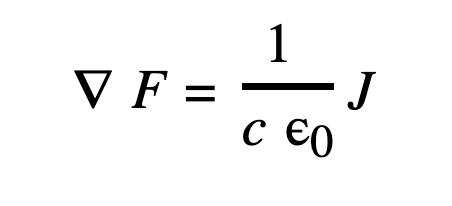 ∇ F = 1 / (c ϵ₀) J